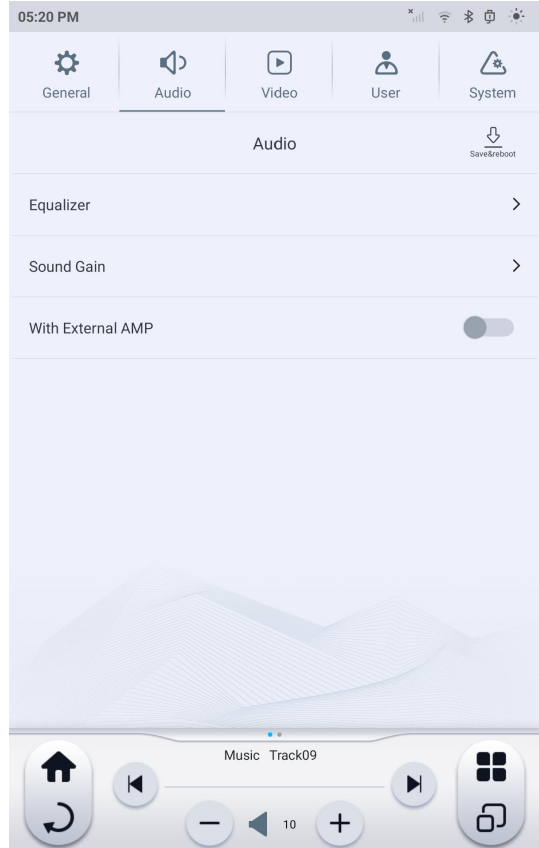 05:20 PM
General Audio Video User System
Audio
Save&reboot
Equalizer
Sound Gain
With External AMP
Music Track09
10